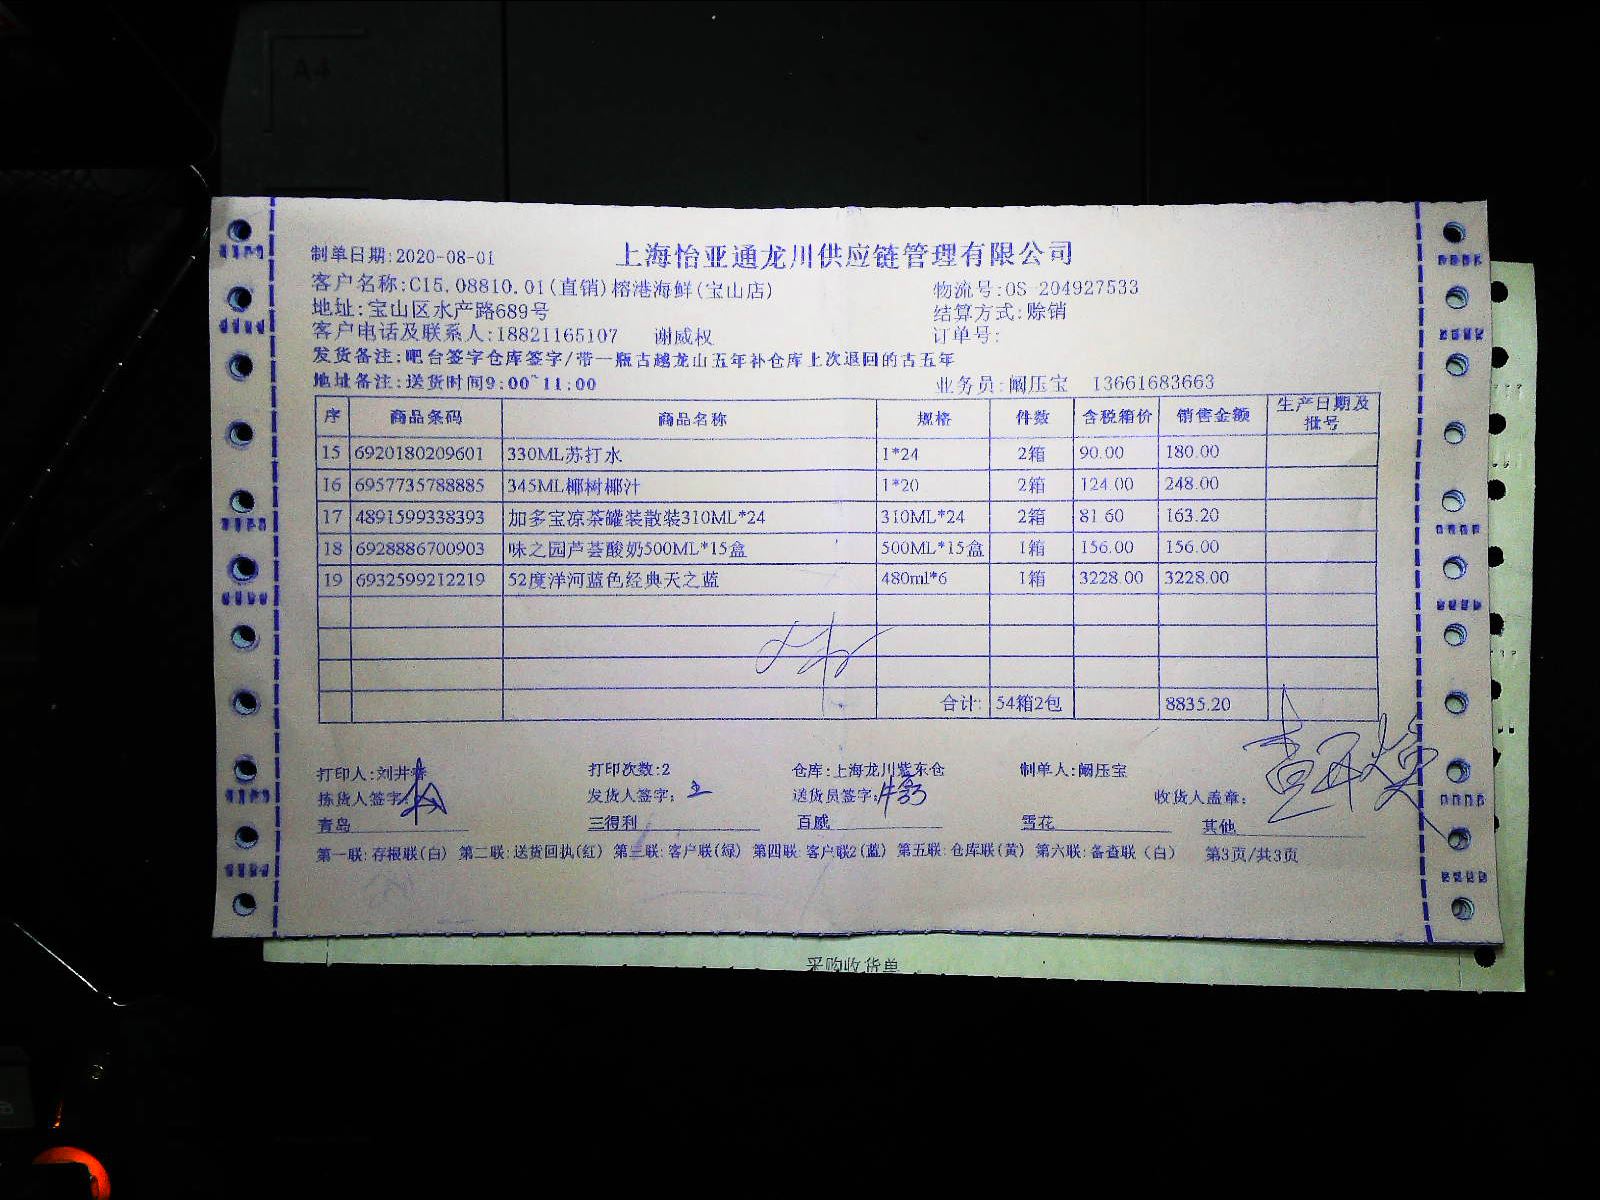 制单日期:2020-08-01 上海怡亚通龙川供应链管理有限公司
客户名称:C15.08810.01(直销)榕港海鲜(宝山店) 物流号:OS-204927533
地址:宝山区水产路689号 结算方式:赊销
客户电话及联系人:18821165107 谢威权 订单号:
发货备注:吧台签字仓库签字/带一瓶古越龙山五年补仓库上次退回的古五年
地址备注:送货时间9:00~11:00 业务员:阚压宝 13661683663
序 商品条码 商品名称 规格 件数 含税箱价 销售金额 生产日期及批号
15 6920180209601 330ML苏打水 1*24 2箱 90.00 180.00
16 6957735788885 345ML椰树椰汁 1*20 2箱 124.00 248.00
17 4891599338393 加多宝凉茶罐装散装310ML*24 310ML*24 2箱 81.60 163.20
18 6928886700903 味之园芦荟酸奶500ML*15盒 500ML*15盒 1箱 156.00 156.00
19 6932599212219 52度洋河蓝色经典天之蓝 480ml*6 1箱 3228.00 3228.00
合计: 54箱2包 8835.20
打印人:刘井春 打印次数:2 仓库:上海龙川紫东仓 制单人:阚压宝
拣货人签字: 发货人签字: 王 送货员签字: 收货人盖章:
青岛 三得利 百威 雪花 其他
第一联:存根联(白) 第二联:送货回执(红) 第三联:客户联(绿) 第四联:客户联2(蓝) 第五联:仓库联(黄) 第六联:备查联(白) 第3页/共3页
采购收货单